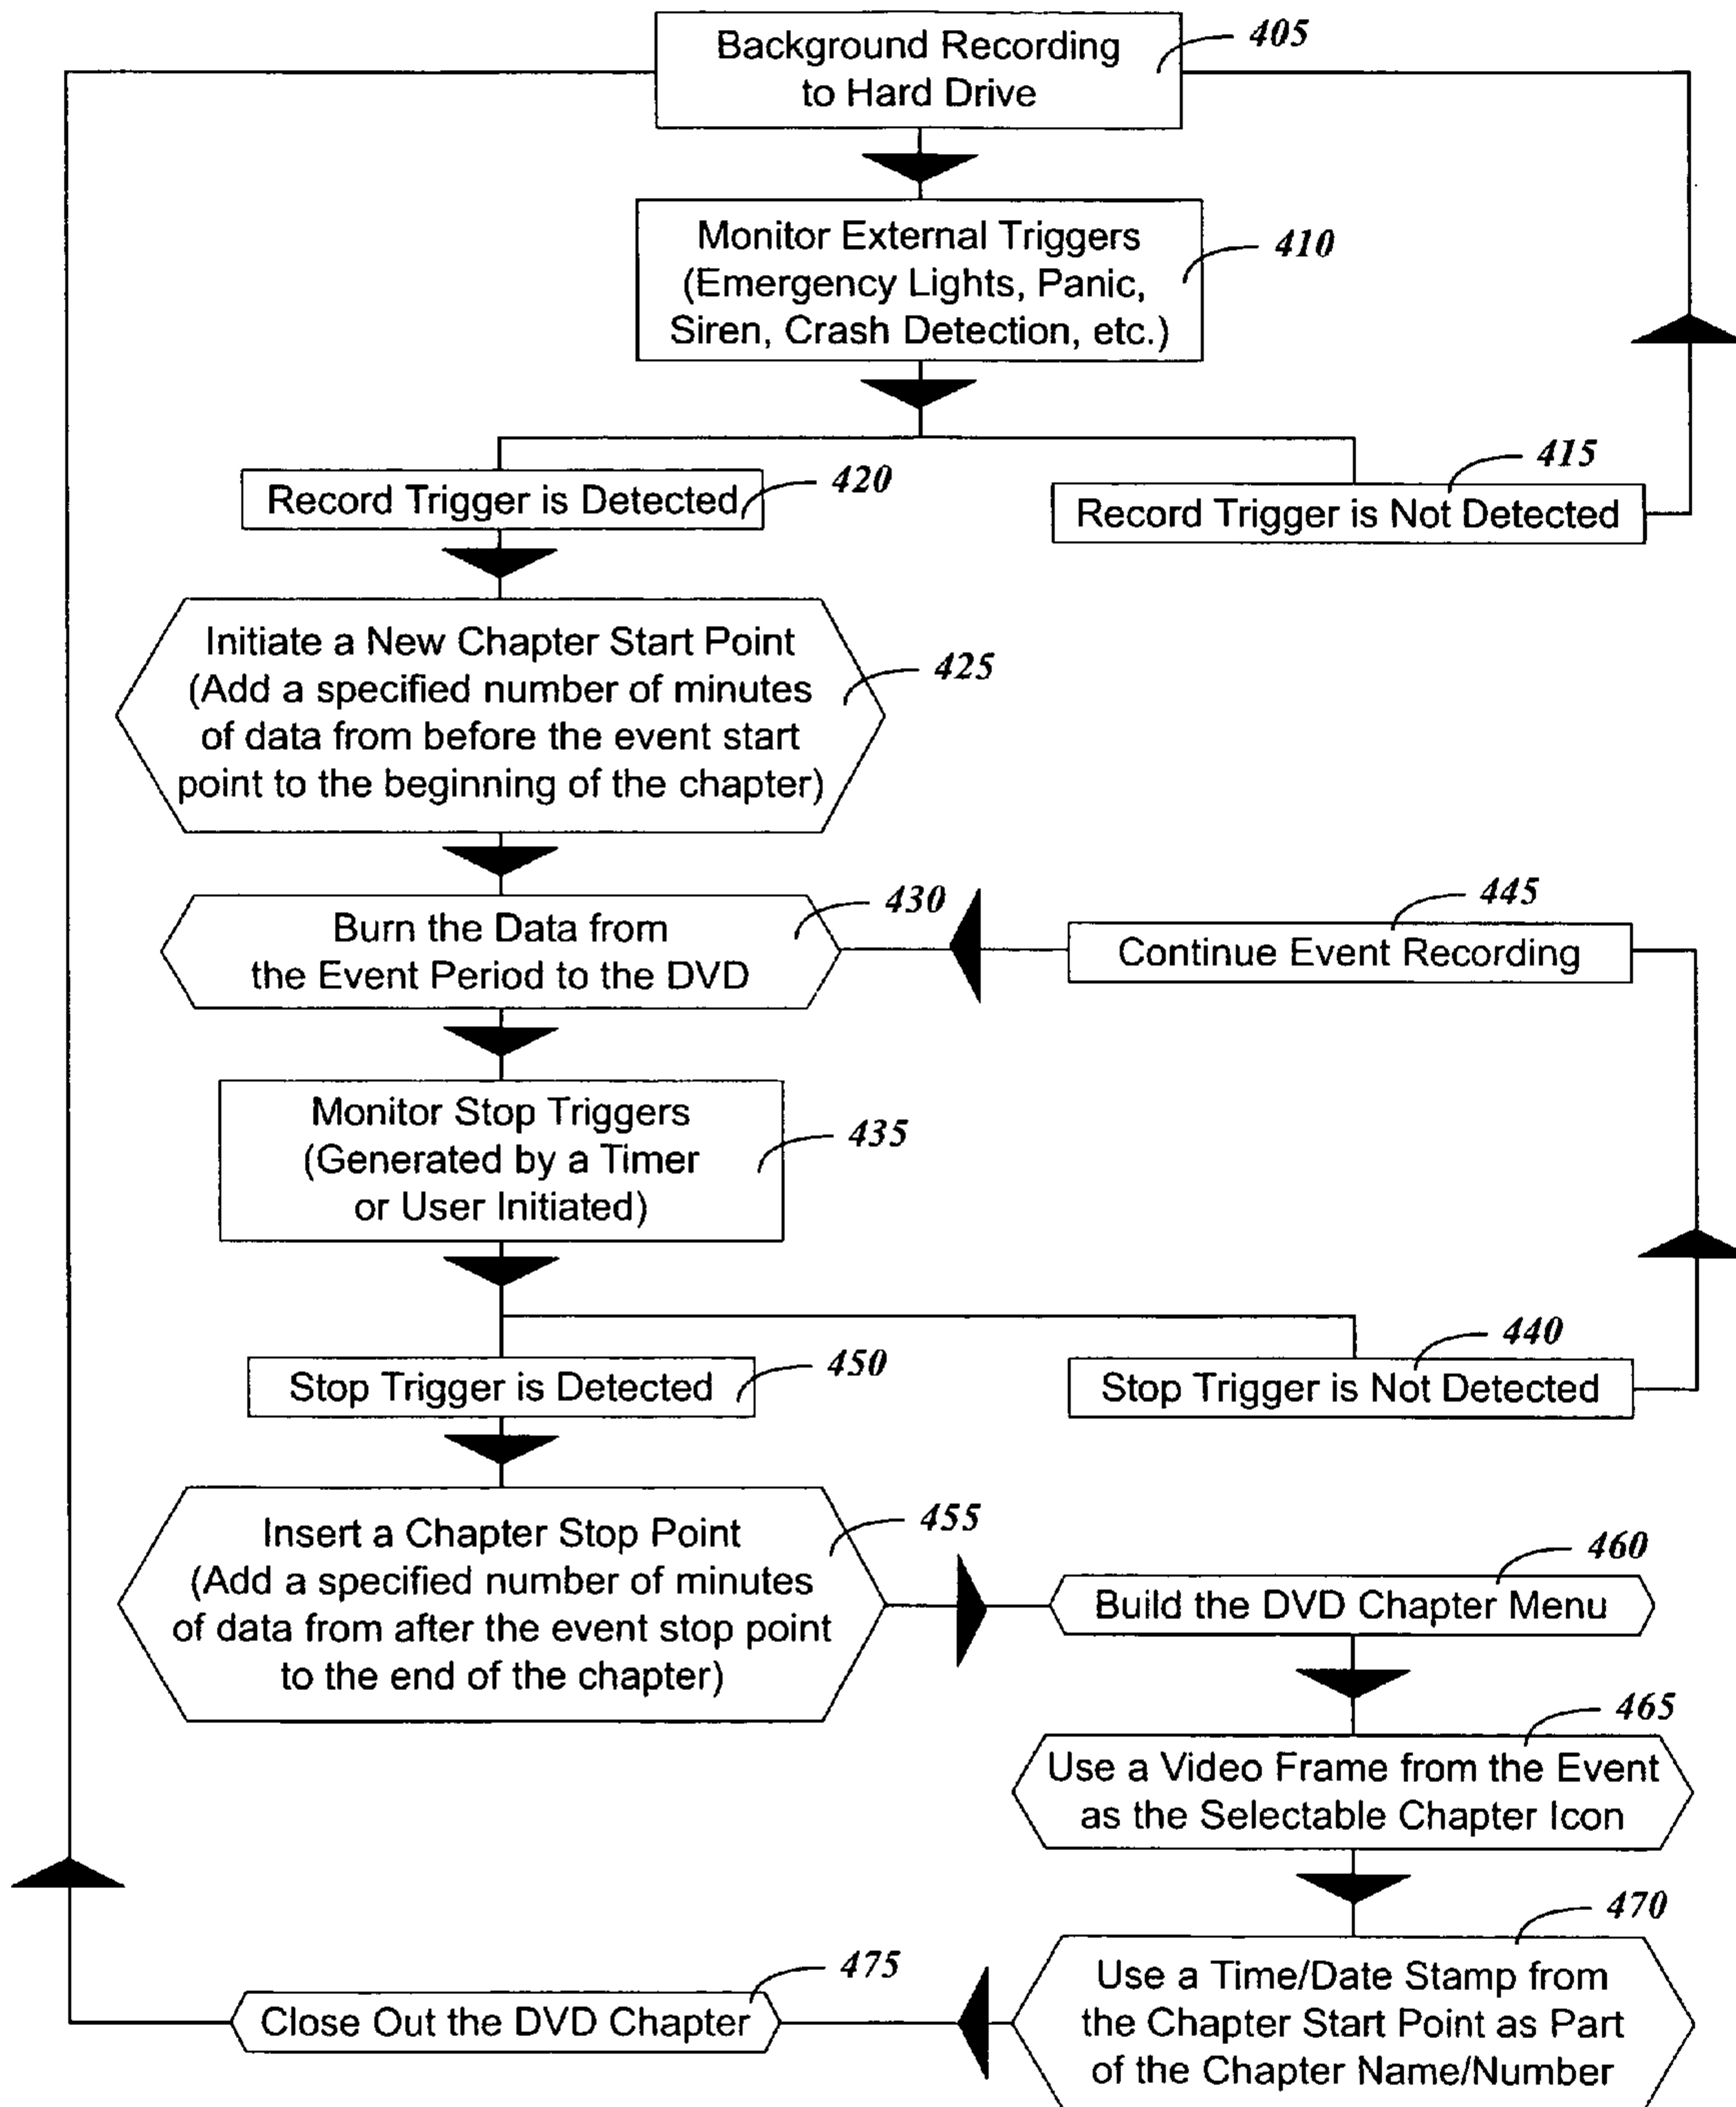 Background Recording
to Hard Drive
405
Monitor External Triggers
(Emergency Lights, Panic,
Siren, Crash Detection, etc.)
410
Record Trigger is Detected
420
Record Trigger is Not Detected
415
Initiate a New Chapter Start Point
(Add a specified number of minutes
of data from before the event start
point to the beginning of the chapter)
425
Burn the Data from
the Event Period to the DVD
430
Continue Event Recording
445
Monitor Stop Triggers
(Generated by a Timer
or User Initiated)
435
Stop Trigger is Detected
450
Stop Trigger is Not Detected
440
Insert a Chapter Stop Point
(Add a specified number of minutes
of data from after the event stop point
to the end of the chapter)
455
Build the DVD Chapter Menu
460
Use a Video Frame from the Event
as the Selectable Chapter Icon
465
Use a Time/Date Stamp from
the Chapter Start Point as Part
of the Chapter Name/Number
470
Close Out the DVD Chapter
475